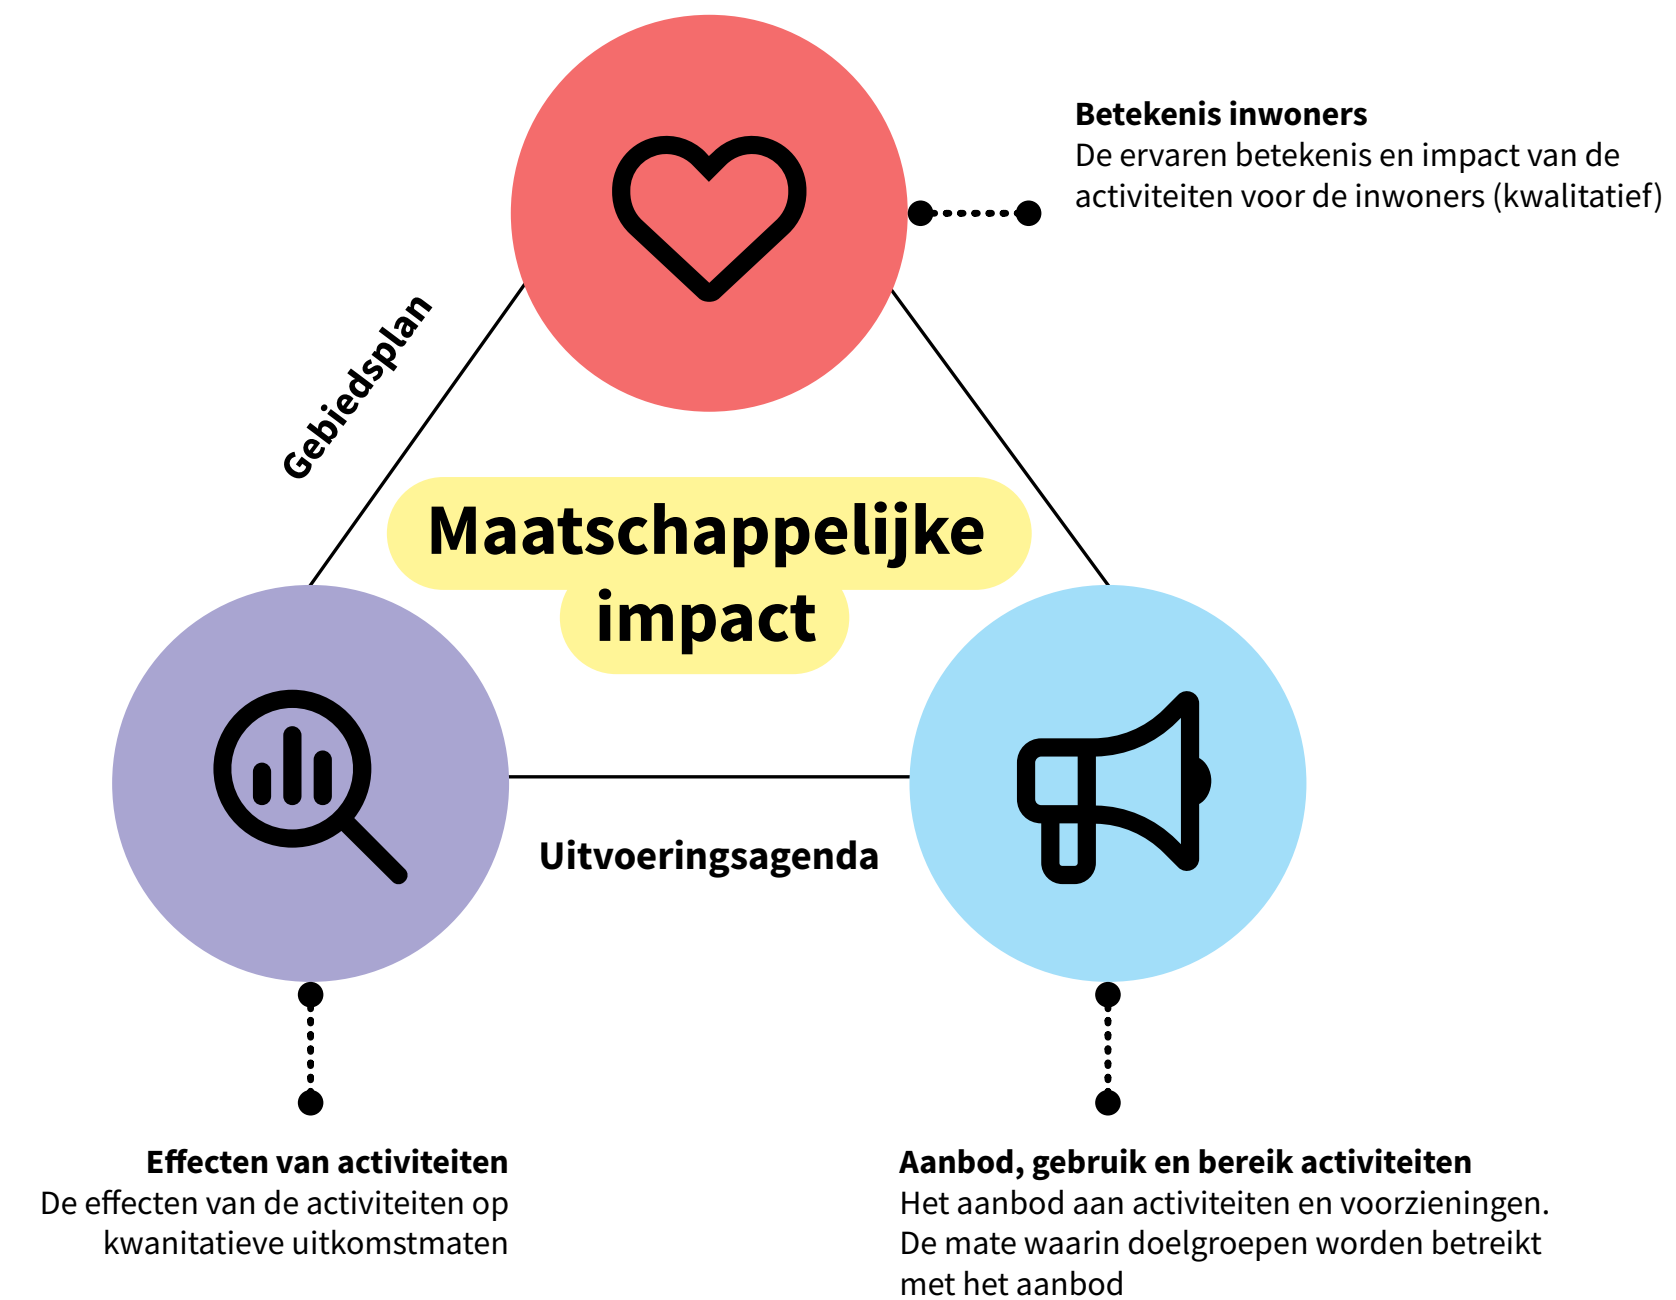 Betekenis inwoners
De ervaren betekenis en impact van de
activiteiten voor de inwoners (kwalitatief)
Gebiedsplan
Maatschappelijke
impact
Uitvoeringsagenda
Effecten van activiteiten
De effecten van de activiteiten op
kwanitatieve uitkomstmaten
Aanbod, gebruik en bereik activiteiten
Het aanbod aan activiteiten en voorzieningen.
De mate waarin doelgroepen worden betreikt
met het aanbod